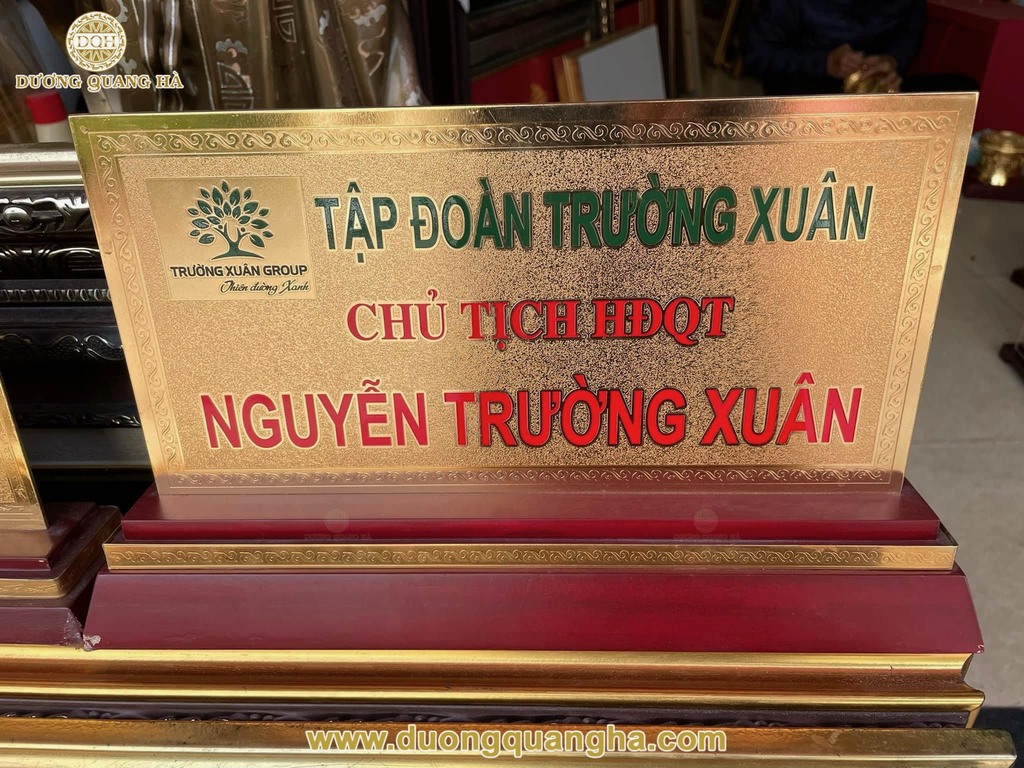 DQH
DƯƠNG QUANG HÀ
TẬP ĐOÀN TRƯỜNG XUÂN
TRƯỜNG XUÂN GROUP
Thiên đường Xanh
CHỦ TỊCH HĐQT
NGUYỄN TRƯỜNG XUÂN
www.duongquangha.com